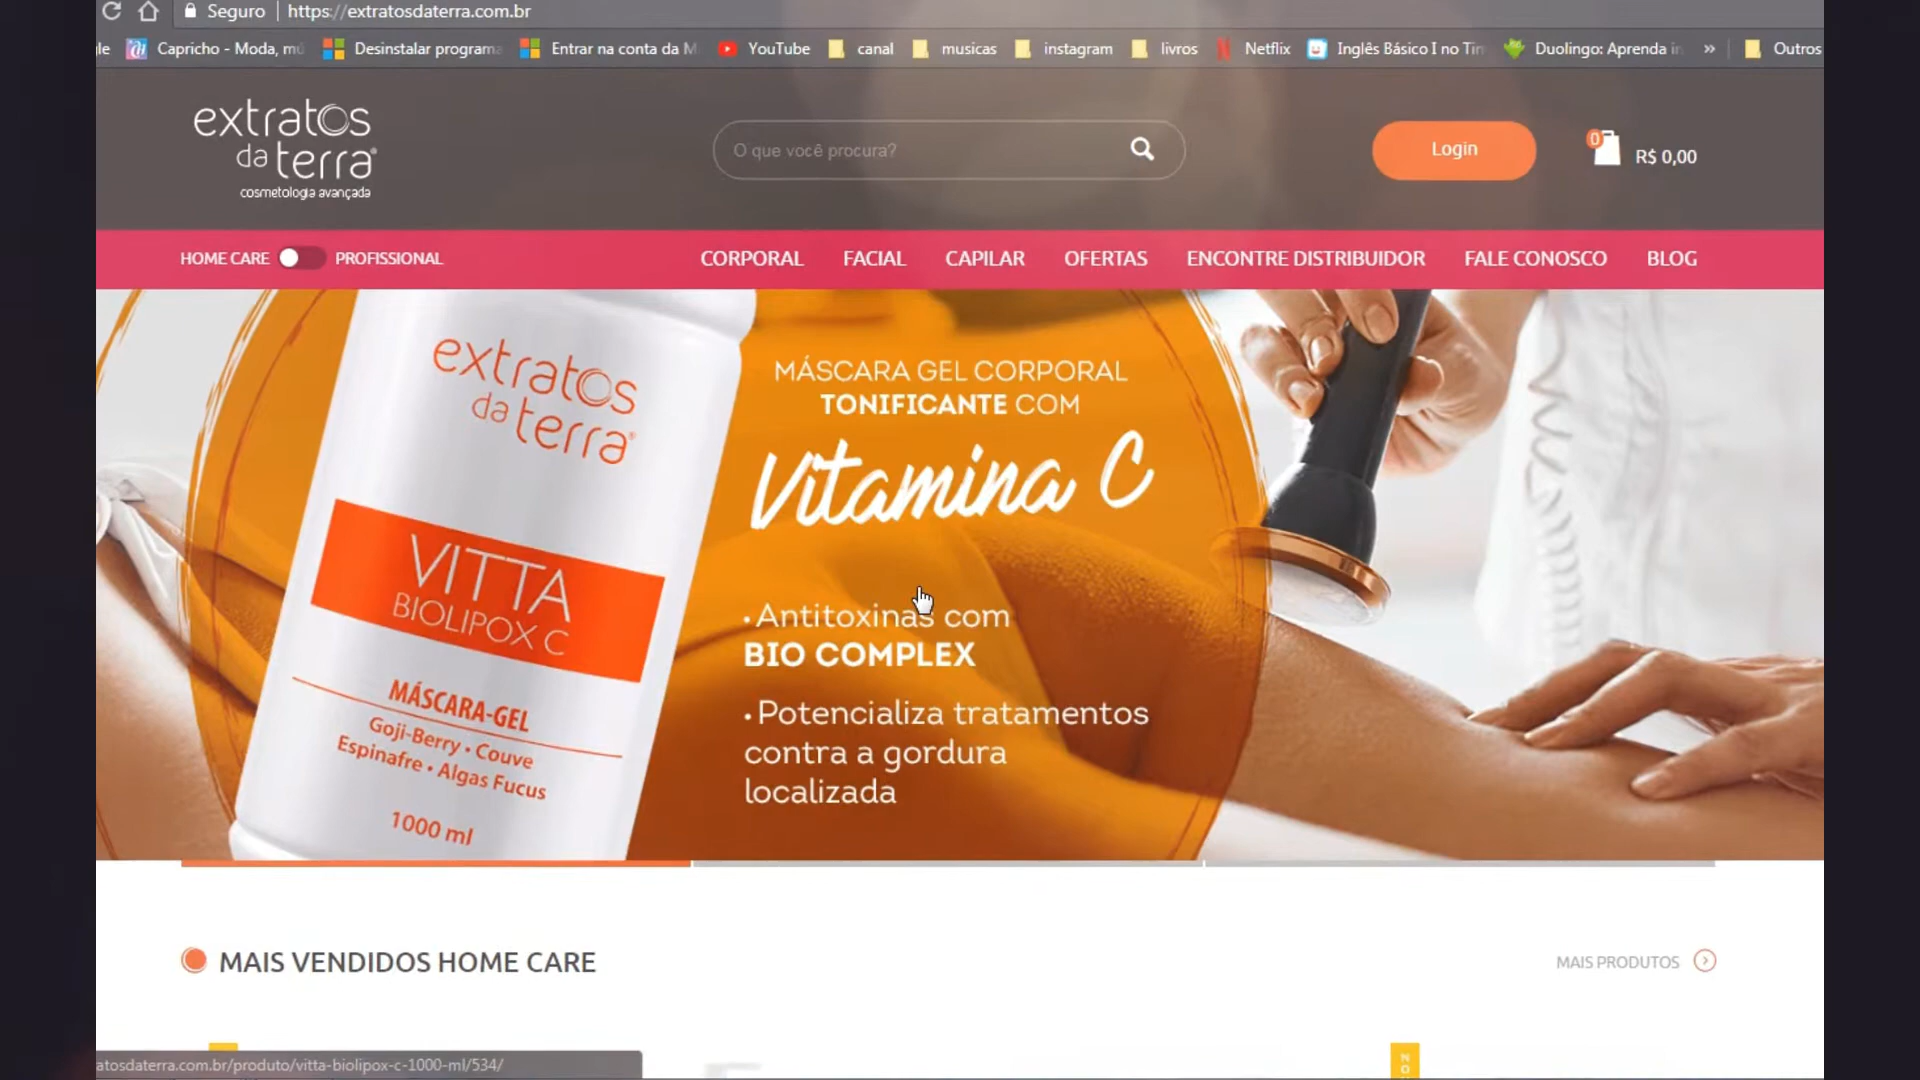 Seguro | https://extratosdaterra.com.br
le Capricho - Moda, mú Desinstalar programa Entrar na conta da M YouTube canal musicas instagram livros Netflix Inglês Básico I no Tim Duolingo: Aprenda in » Outros
extratos
da terra®
cosmetologia avançada
O que você procura?
Login
0
R$ 0,00
HOME CARE PROFISSIONAL CORPORAL FACIAL CAPILAR OFERTAS ENCONTRE DISTRIBUIDOR FALE CONOSCO BLOG
extratos
da terra®
VITTA
BIOLIPOX C
MÁSCARA-GEL
Goji-Berry • Couve
Espinafre • Algas Fucus
1000 ml
MÁSCARA GEL CORPORAL
TONIFICANTE COM
Vitamina C
• Antitoxinas com
BIO COMPLEX
• Potencializa tratamentos
contra a gordura
localizada
MAIS VENDIDOS HOME CARE
MAIS PRODUTOS
atosdaterra.com.br/produto/vitta-biolipox-c-1000-ml/534/